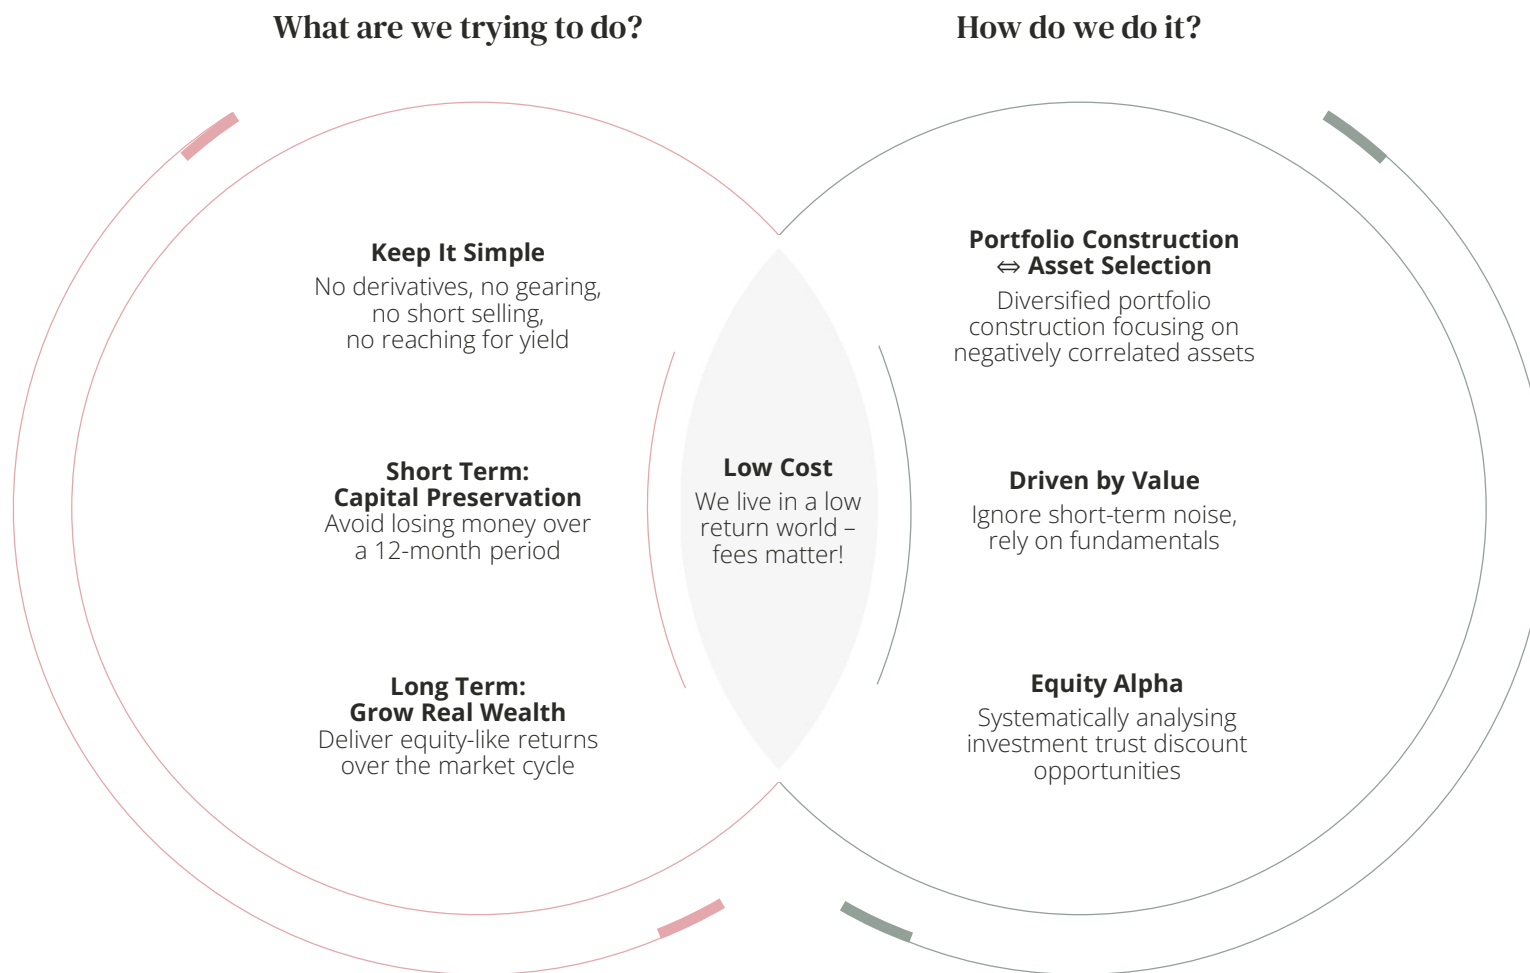 What are we trying to do?
How do we do it?
Keep It Simple
No derivatives, no gearing,
no short selling,
no reaching for yield
Short Term:
Capital Preservation
Avoid losing money over
a 12-month period
Long Term:
Grow Real Wealth
Deliver equity-like returns
over the market cycle
Low Cost
We live in a low
return world –
fees matter!
Portfolio Construction
⇔ Asset Selection
Diversified portfolio
construction focusing on
negatively correlated assets
Driven by Value
Ignore short-term noise,
rely on fundamentals
Equity Alpha
Systematically analysing
investment trust discount
opportunities